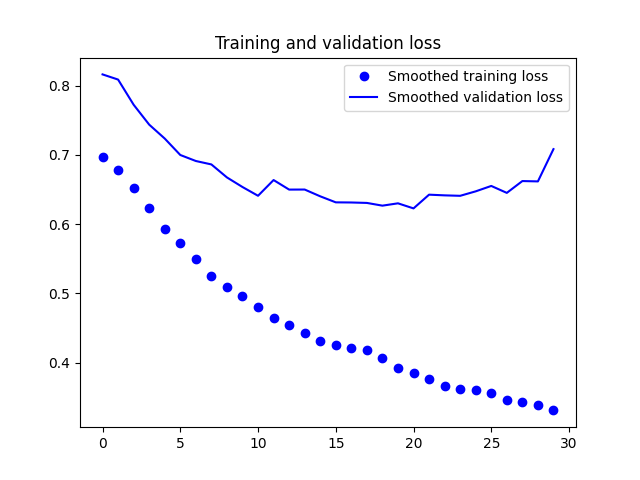 Training and validation loss
Smoothed training loss
Smoothed validation loss
0.8
0.7
0.6
0.5
0.4
0 5 10 15 20 25 30